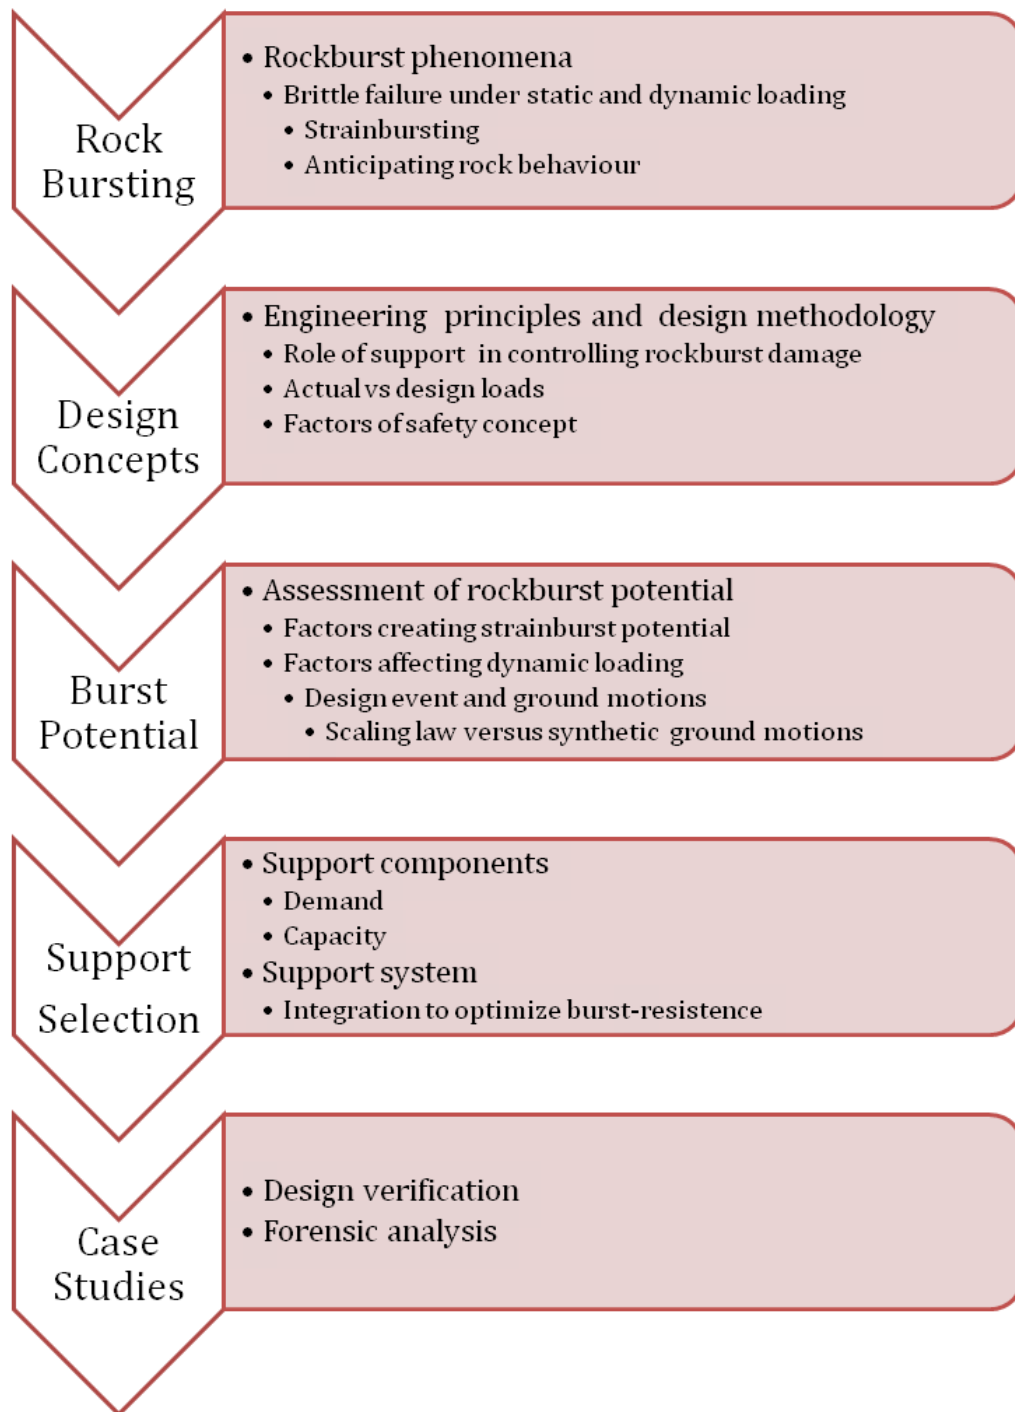 Rock
Bursting
• Rockburst phenomena
• Brittle failure under static and dynamic loading
• Strainbursting
• Anticipating rock behaviour
Design
Concepts
• Engineering principles and design methodology
• Role of support in controlling rockburst damage
• Actual vs design loads
• Factors of safety concept
Burst
Potential
• Assessment of rockburst potential
• Factors creating strainburst potential
• Factors affecting dynamic loading
• Design event and ground motions
• Scaling law versus synthetic ground motions
Support
Selection
• Support components
• Demand
• Capacity
• Support system
• Integration to optimize burst-resistence
Case
Studies
• Design verification
• Forensic analysis